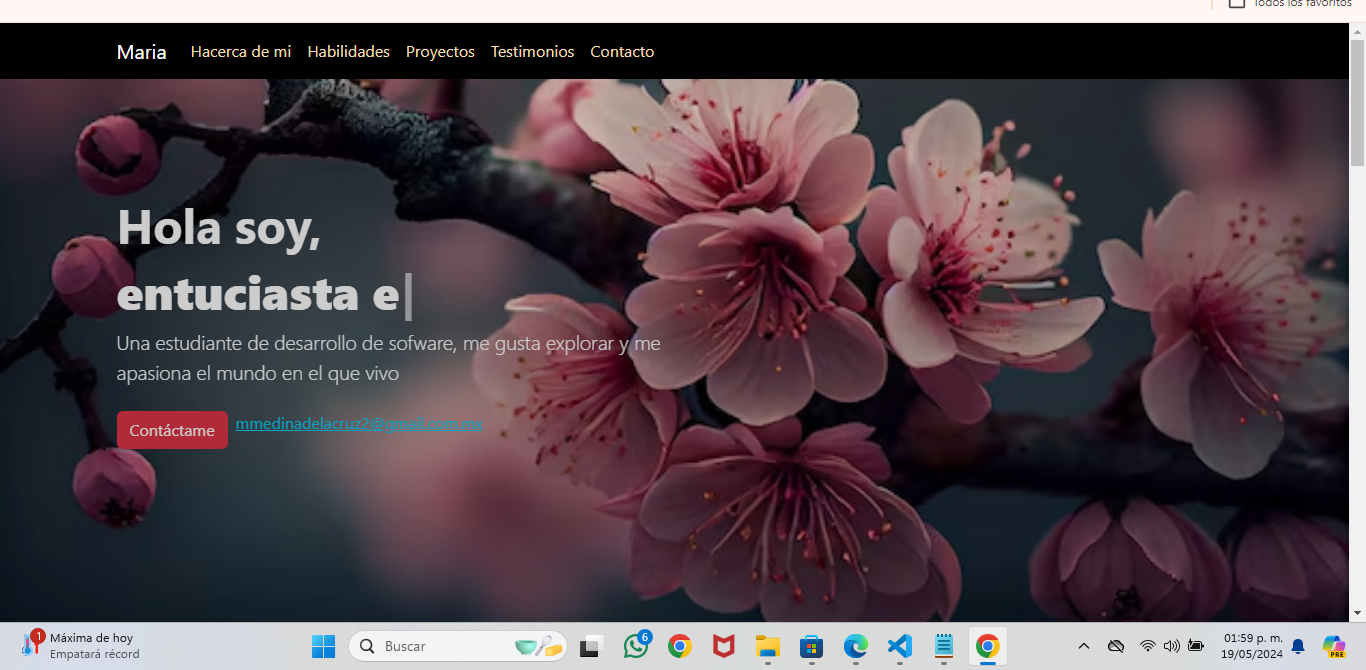 Todos los favoritos
Maria Hacerca de mi Habilidades Proyectos Testimonios Contacto
Hola soy,
entuciasta e
Una estudiante de desarrollo de sofware, me gusta explorar y me
apasiona el mundo en el que vivo
Contáctame mmedinadelacruz2@gmail.com.mx
1 Máxima de hoy
Empatará récord
Buscar
6
01:59 p. m.
19/05/2024
PRE